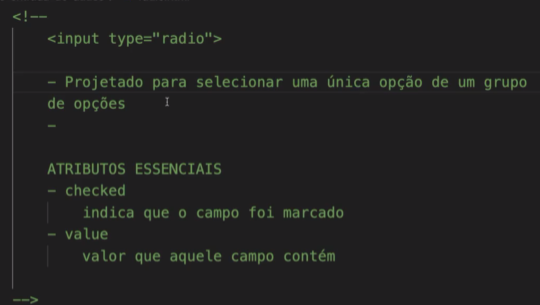 <!--
<input type="radio">
- Projetado para selecionar uma única opção de um grupo
de opções
-
ATRIBUTOS ESSENCIAIS
- checked
indica que o campo foi marcado
- value
valor que aquele campo contém
-->